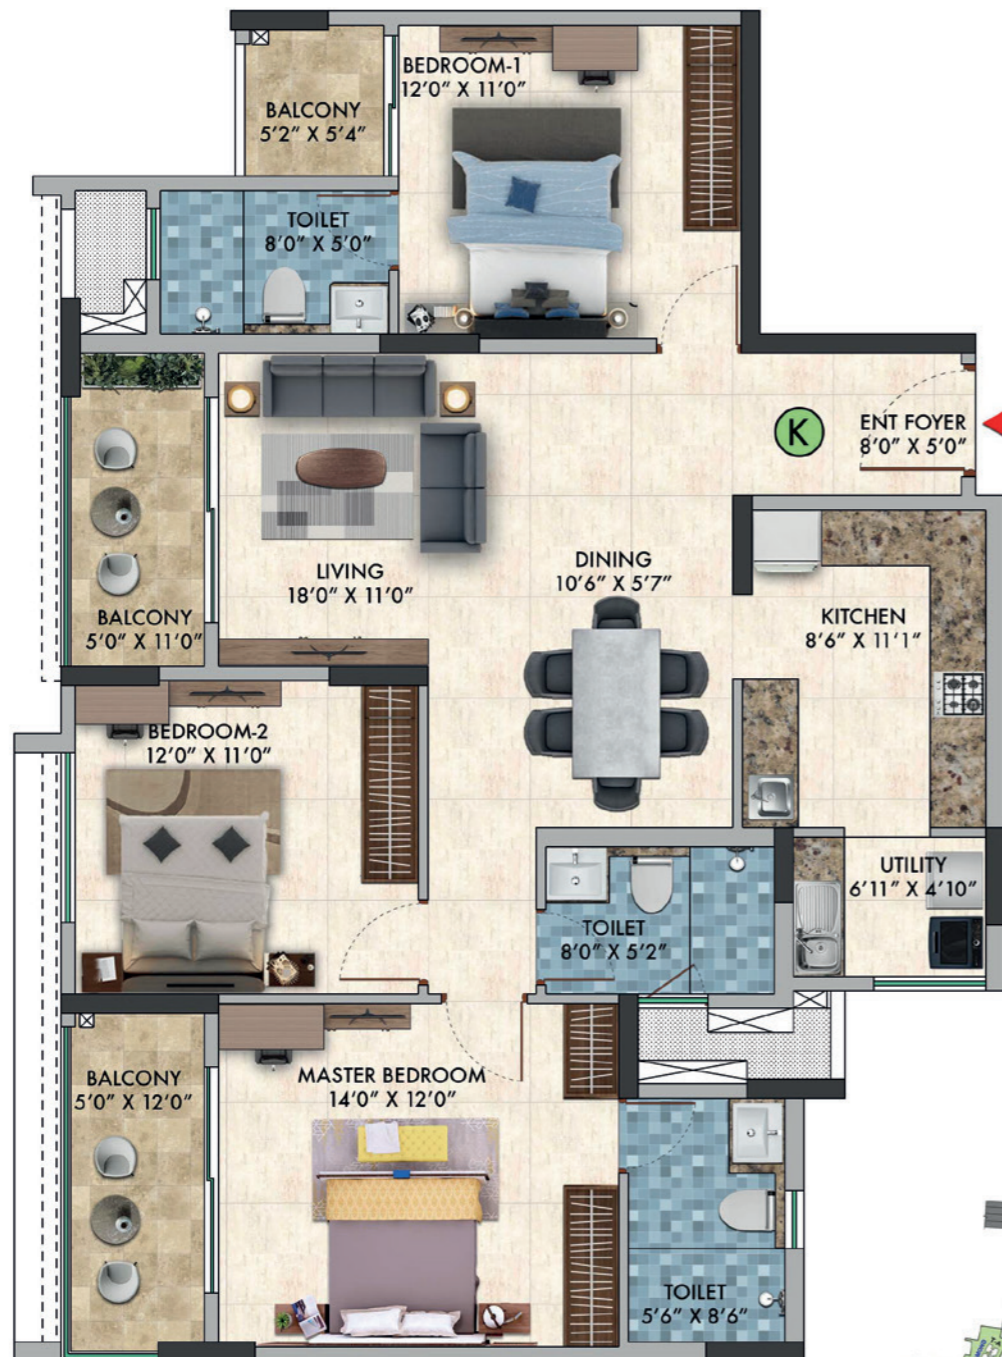 BEDROOM-1
12'0" X 11'0"
BALCONY
5'2" X 5'4"
TOILET
8'0" X 5'0"
K
ENT FOYER
8'0" X 5'0"
LIVING
18'0" X 11'0"
DINING
10'6" X 5'7"
BALCONY
5'0" X 11'0"
KITCHEN
8'6" X 11'1"
BEDROOM-2
12'0" X 11'0"
UTILITY
6'11" X 4'10"
TOILET
8'0" X 5'2"
BALCONY
5'0" X 12'0"
MASTER BEDROOM
14'0" X 12'0"
TOILET
5'6" X 8'6"